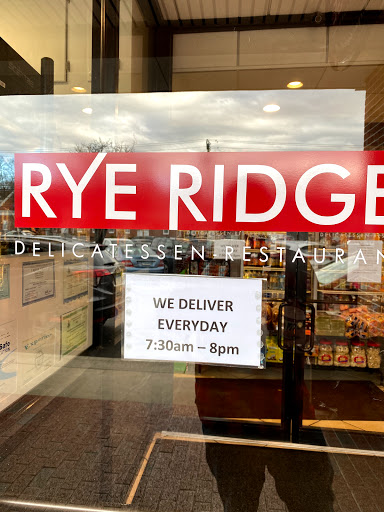 RYE RIDGE
DELICATESSEN-RESTAURAN
WE DELIVER
EVERYDAY
7:30am – 8pm